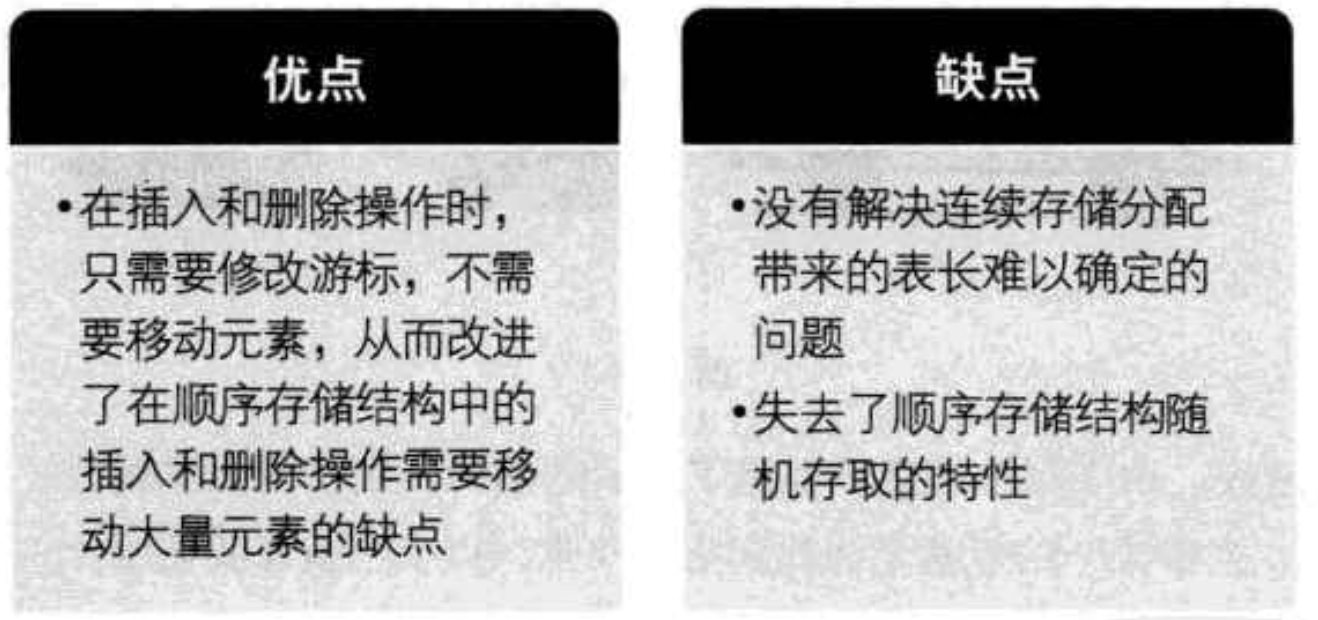 优点
•在插入和删除操作时，
只需要修改游标，不需
要移动元素，从而改进
了在顺序存储结构中的
插入和删除操作需要移
动大量元素的缺点
缺点
•没有解决连续存储分配
带来的表长难以确定的
问题
•失去了顺序存储结构随
机存取的特性